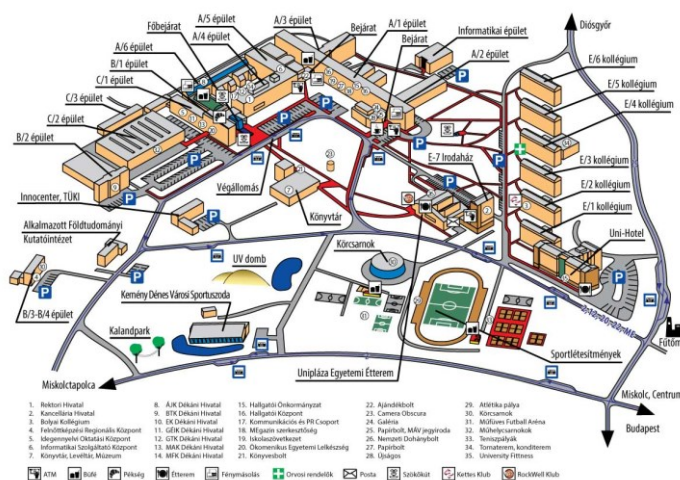 Diósgyőr
A/5 épület
A/3 épület
Bejárat
A/1 épület
Informatikai épület
Főbejárat
A/4 épület
Bejárat
A/6 épület
A/2 épület
E/6 kollégium
B/1 épület
E/5 kollégium
C/1 épület
E/4 kollégium
C/3 épület
C/2 épület
B/2 épület
E-7 Irodaház
E/3 kollégium
Végállomás
E/2 kollégium
Innocenter, TÜKI
Könyvtár
E/1 kollégium
Alkalmazott Földtudományi
Kutatóintézet
Uni-Hotel
UV domb
Körcsarnok
B/3-B/4 épület
Kemény Dénes Városi Sportuszoda
Kalandpark
Sportlétesítmények
Unipláza Egyetemi Étterem
Miskolctapolca
Miskolc, Centrum
Budapest
1. Rektori Hivatal
2. Kancellária Hivatal
3. Bolyai Kollégium
4. Felnőttképzési Regionális Központ
5. Idegennyelvi Oktatási Központ
6. Informatikai Szolgáltató Központ
7. Könyvtár, Levéltár, Múzeum
8. ÁJK Dékáni Hivatal
9. BTK Dékáni Hivatal
10. EK Dékáni Hivatal
11. GÉIK Dékáni Hivatal
12. GTK Dékáni Hivatal
13. MAK Dékáni Hivatal
14. MFK Dékáni Hivatal
15. Hallgatói Önkormányzat
16. Hallgatói Központ
17. Kommunikációs és PR Csoport
18. MEgazin szerkesztőség
19. Iskolaszövetkezet
20. Ökomenikus Egyetemi Lelkészség
21. Könyvesbolt
22. Ajándékbolt
23. Camera Obscura
24. Galéria
25. Papírbolt, MÁV jegyiroda
26. Nemzeti Dohánybolt
27. Papírbolt
28. Újságos
29. Atlétika pálya
30. Körcsarnok
31. Műfüves Futball Aréna
32. Műhelycsarnokok
33. Teniszpályák
34. Tornaterem, konditerem
35. University Fittness
ATM
Büfé
Pékség
Étterem
Fénymásoló
Orvosi rendelők
Posta
Szökőkút
Kettes Klub
RockWell Klub